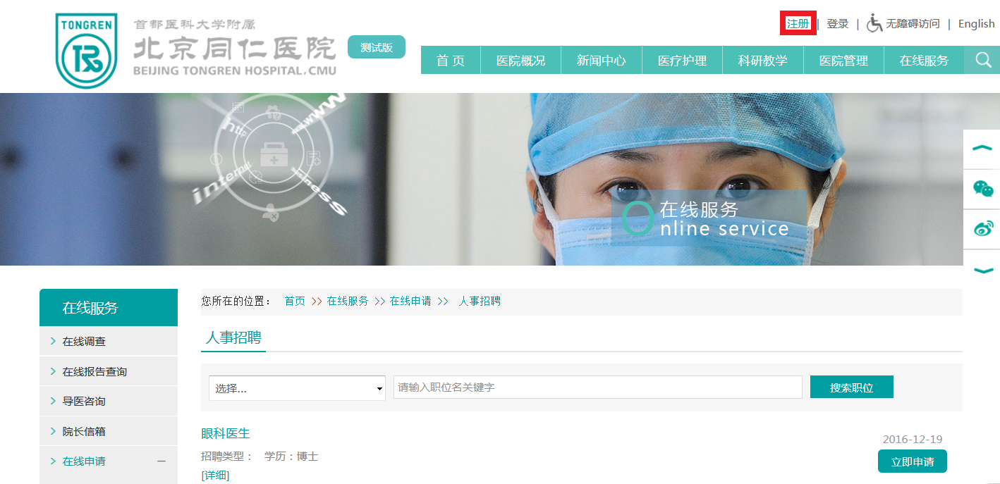 TONGREN
首都医科大学附属
北京同仁医院
BEIJING TONGREN HOSPITAL,CMU
测试版
注册 | 登录 | 无障碍访问 | English
首 页 医院概况 新闻中心 医疗护理 科研教学 医院管理 在线服务
www
http
internet
siness
在线服务
Online service
在线服务
在线调查
在线报告查询
导医咨询
院长信箱
在线申请
您所在的位置： 首页 >> 在线服务 >> 在线申请 >> 人事招聘
人事招聘
选择... 请输入职位名关键字 搜索职位
眼科医生
2016-12-19
招聘类型： 学历：博士
立即申请
[详细]